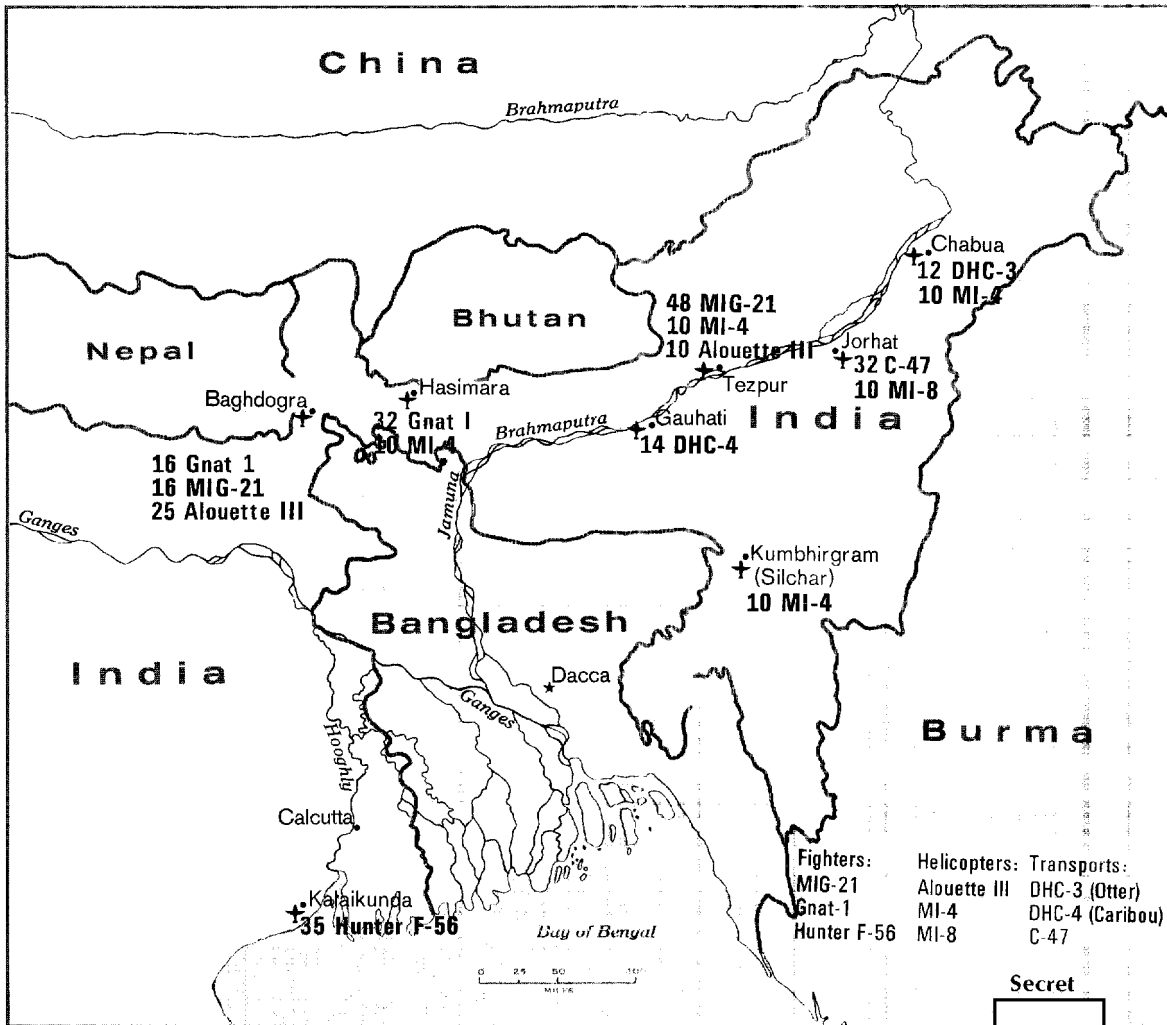 China
Brahmaputra
Chabua
12 DHC-3
10 MI-4
48 MIG-21
10 MI-4
10 Alouette III
Bhutan
Nepal
Jorhat
32 C-47
10 MI-8
Tezpur
Hasimara
32 Gnat I
10 MI-4
Baghdogra
Gauhati
14 DHC-4
India
Brahmaputra
16 Gnat 1
16 MIG-21
25 Alouette III
Jamuna
Ganges
Kumbhirgram
(Silchar)
10 MI-4
Bangladesh
India
Dacca
Ganges
Hooghly
Burma
Calcutta
Kalaikunda
35 Hunter F-56
Bay of Bengal
Fighters: Helicopters: Transports:
MIG-21 Alouette III DHC-3 (Otter)
Gnat-1 MI-4 DHC-4 (Caribou)
Hunter F-56 MI-8 C-47
0 25 50 100
MILES
Secret